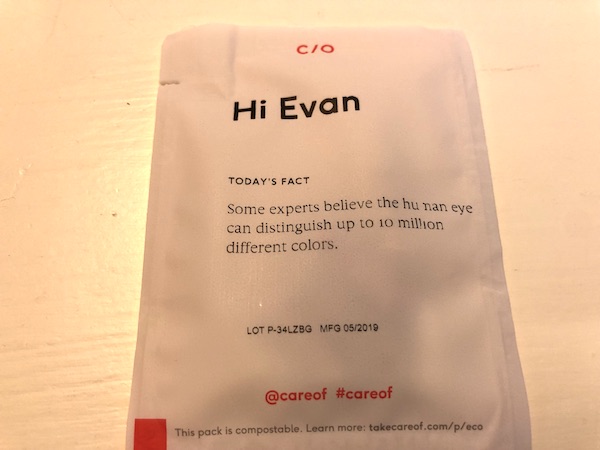 C/O
Hi Evan
TODAY'S FACT
Some experts believe the human eye
can distinguish up to 10 million
different colors.
LOT P-34LZBG MFG 05/2019
@careof #careof
This pack is compostable. Learn more: takecareof.com/p/eco